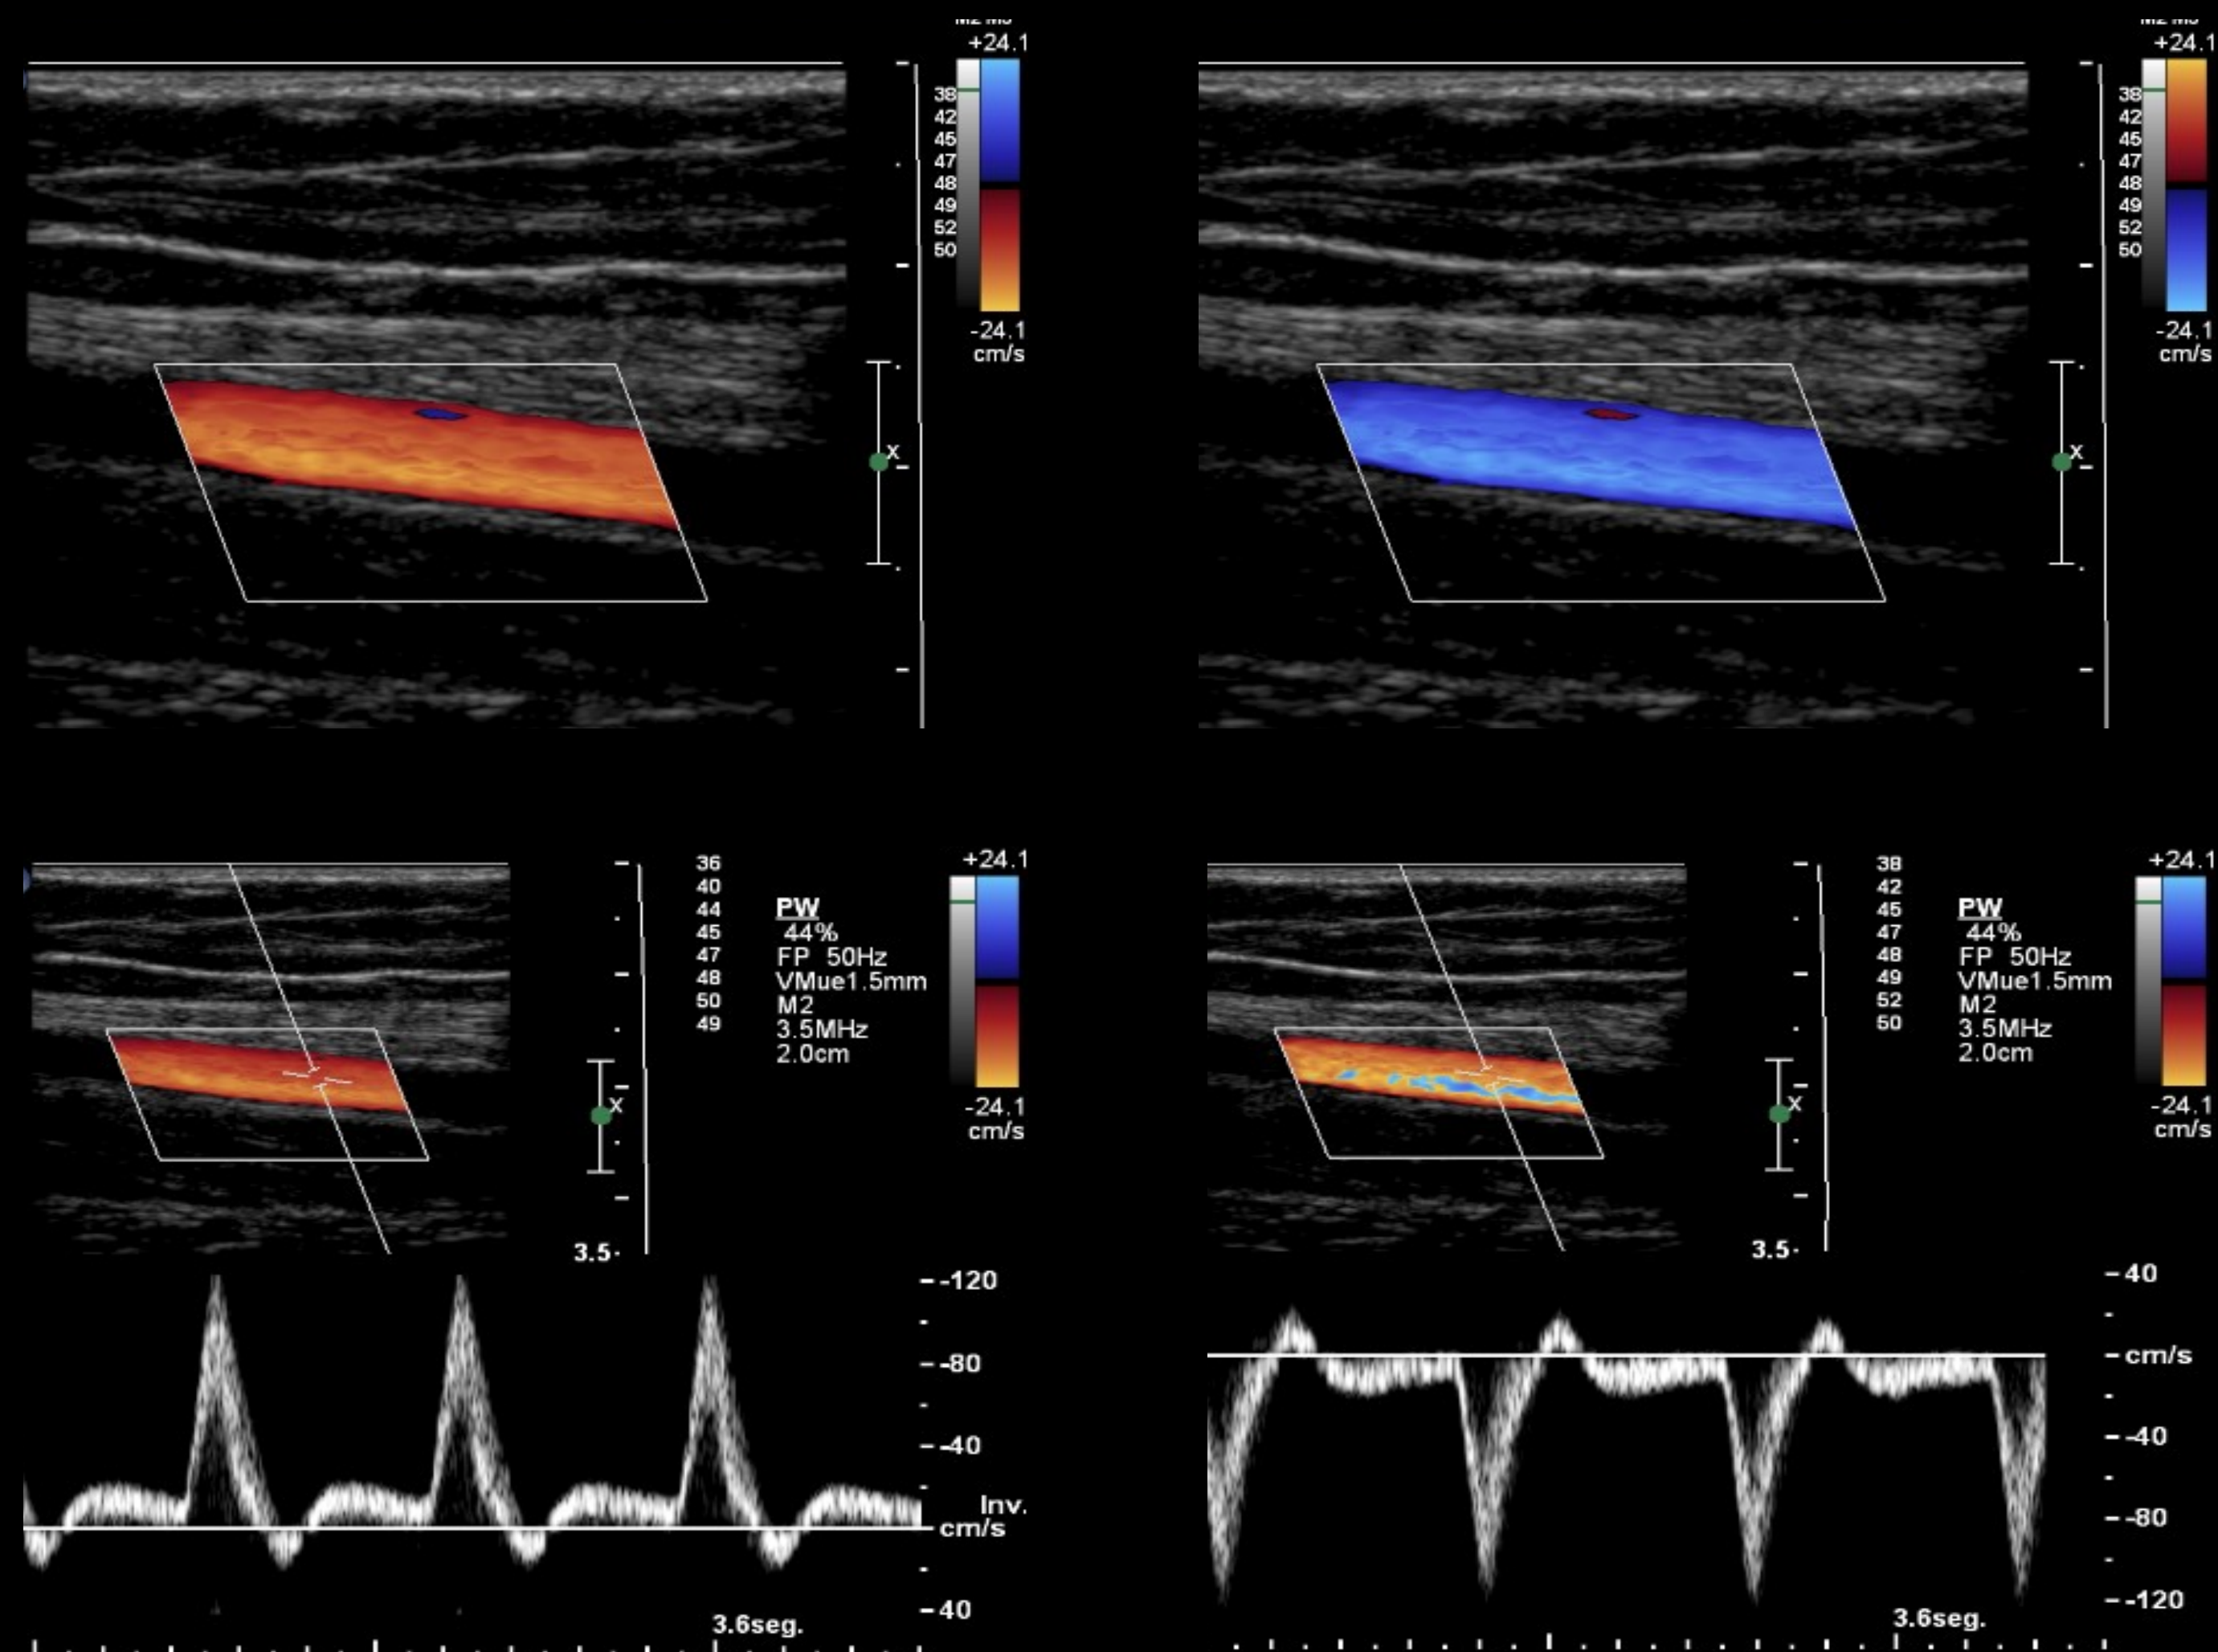 +24.1
38
42
45
47
48
49
52
50
-24.1
cm/s
x
+24.1
38
42
45
47
48
49
52
50
-24.1
cm/s
x
36
40
44
45
47
48
50
49
PW
44%
FP 50Hz
VMue1.5mm
M2
3.5MHz
2.0cm
+24.1
-24.1
cm/s
x
3.5
-120
-80
-40
Inv.
cm/s
40
3.6seg.
38
42
45
47
48
49
52
50
PW
44%
FP 50Hz
VMue1.5mm
M2
3.5MHz
2.0cm
+24.1
-24.1
cm/s
x
3.5
40
cm/s
-40
-80
-120
3.6seg.